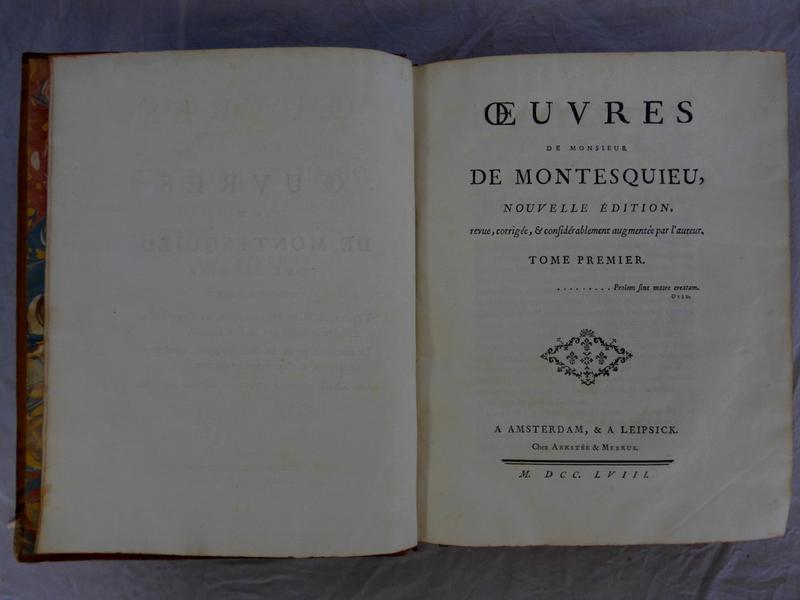 ŒUVRES
DE MONSIEUR
DE MONTESQUIEU,
NOUVELLE ÉDITION,
revue, corrigée, & conſidérablement augmentée par l'auteur.
TOME PREMIER.
. . . . . . . . . Prolem ſine matre creatam.
OVID.
A AMSTERDAM, & A LEIPSICK.
Chez ARKSTÉE & MERKUS.
M. DCC. LVIII.